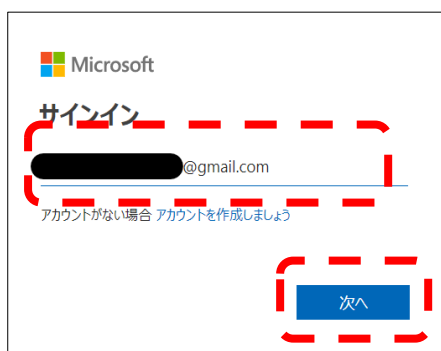 Microsoft
サインイン
@gmail.com
アカウントがない場合 アカウントを作成しましょう
次へ